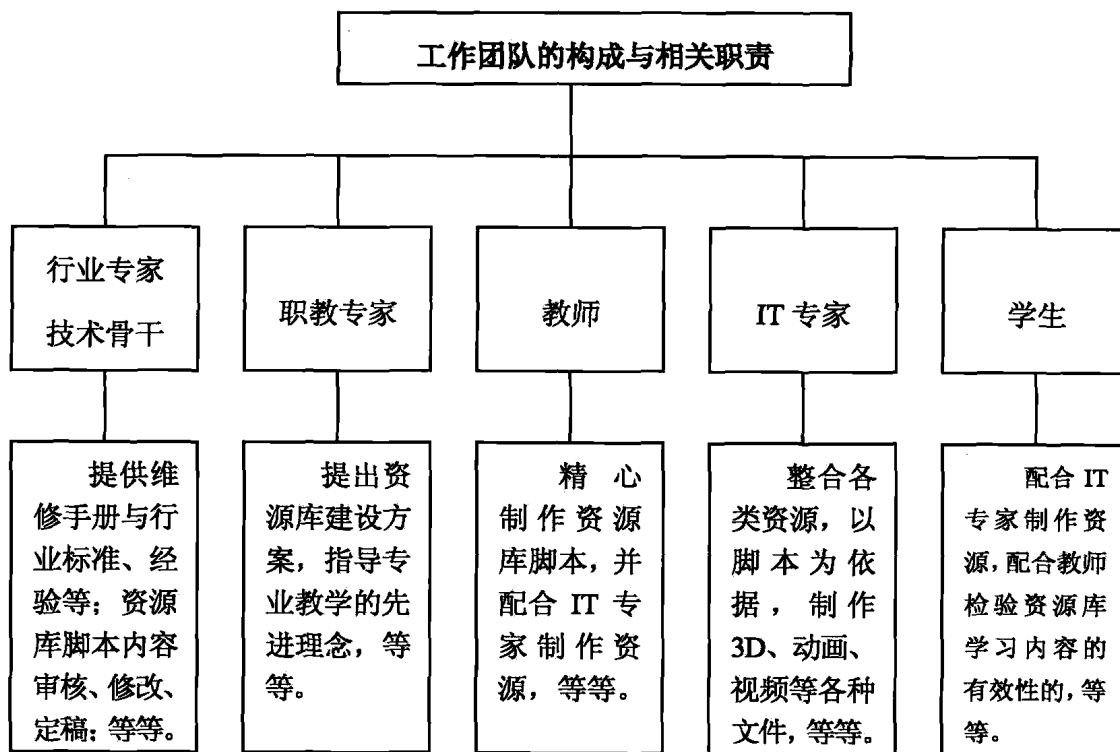 工作团队的构成与相关职责
行业专家
技术骨干
职教专家
教师
IT 专家
学生
提供维
修手册与行
业标准、经
验等；资源
库脚本内容
审核、修改、
定稿；等等。
提出资
源库建设方
案，指导专
业教学的先
进理念，等
等。
精心
制作资源
库脚本，并
配合 IT 专
家制作资
源，等等。
整合各
类资源，以
脚本为依
据，制作
3D、动画、
视频等各种
文件，等等。
配合 IT
专家制作资
源，配合教师
检验资源库
学习内容的
有效性的，等
等。